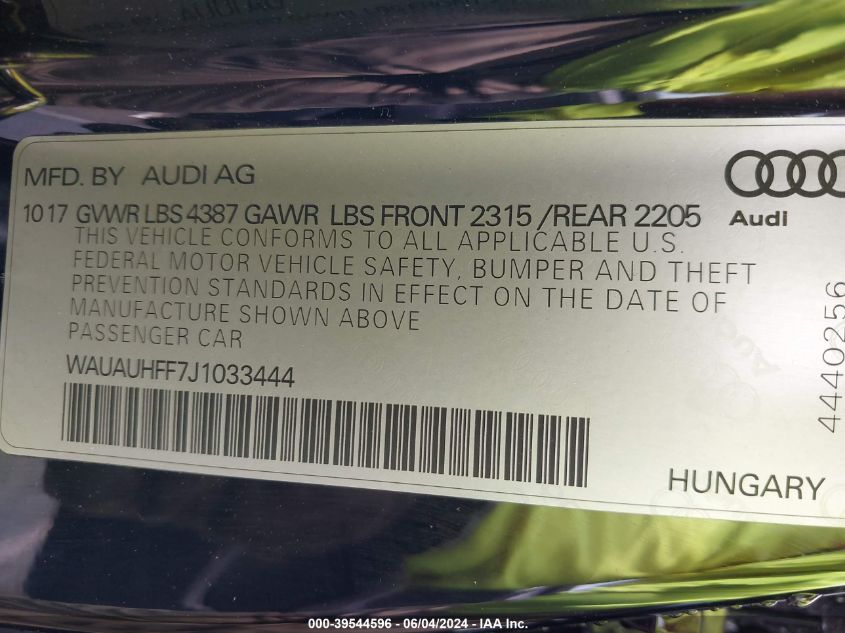 MFD. BY AUDI AG
10 17 GVWR LBS 4387 GAWR LBS FRONT 2315 / REAR 2205
Audi
THIS VEHICLE CONFORMS TO ALL APPLICABLE U.S.
FEDERAL MOTOR VEHICLE SAFETY, BUMPER AND THEFT
PREVENTION STANDARDS IN EFFECT ON THE DATE OF
MANUFACTURE SHOWN ABOVE
PASSENGER CAR
WAUAUHFF7J1033444
4440256
HUNGARY
000-39544596 - 06/04/2024 - IAA Inc.